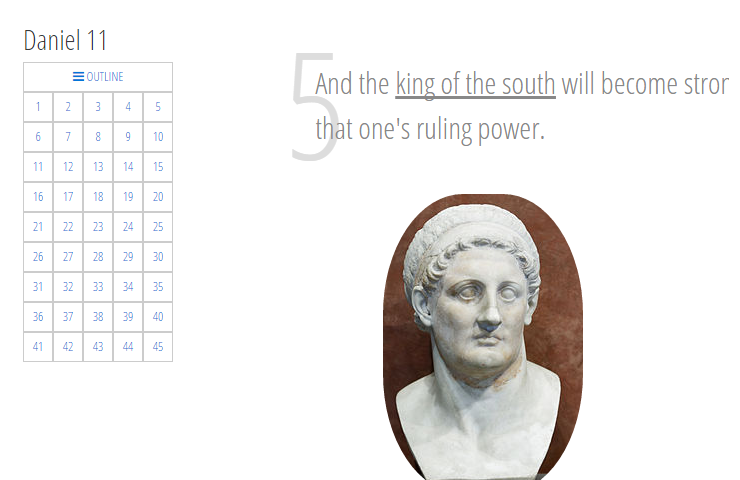 Daniel 11
OUTLINE
1 2 3 4 5
6 7 8 9 10
11 12 13 14 15
16 17 18 19 20
21 22 23 24 25
26 27 28 29 30
31 32 33 34 35
36 37 38 39 40
41 42 43 44 45
5
And the king of the south will become
that one's ruling power.